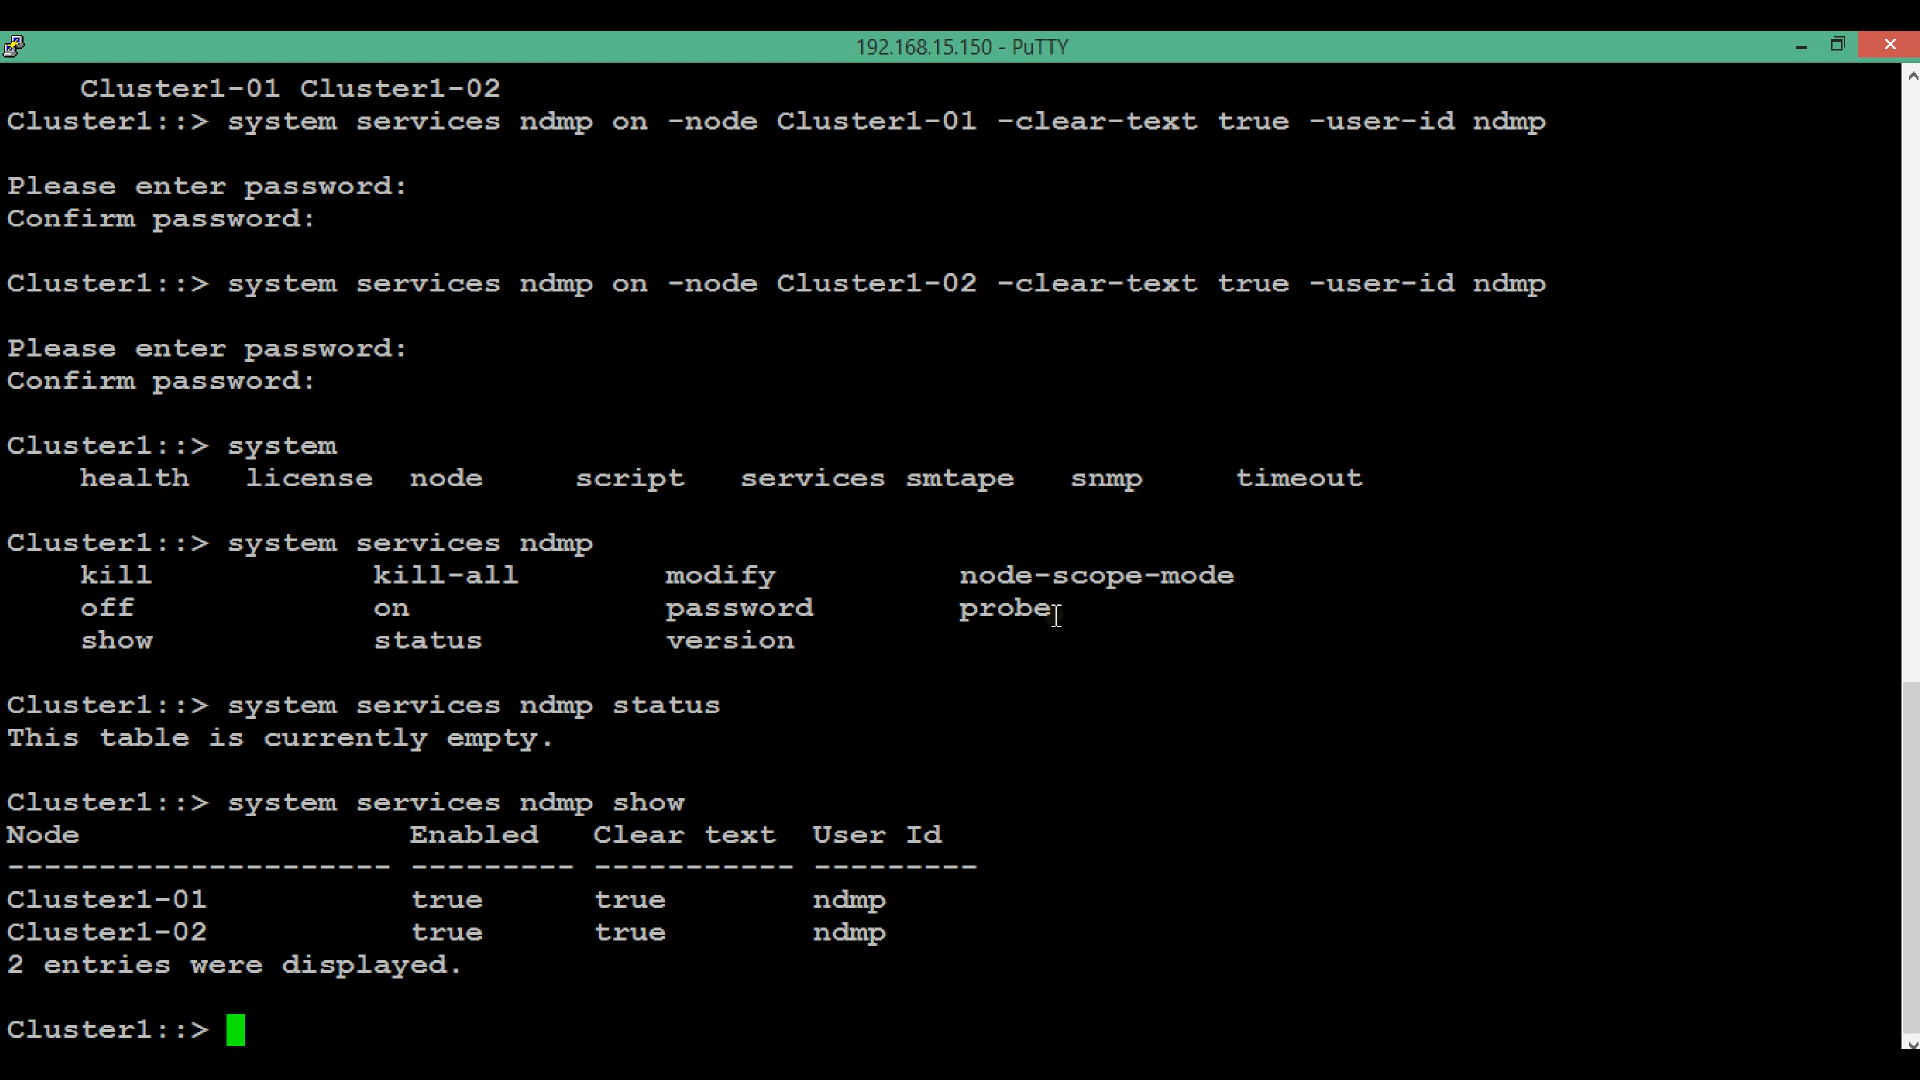 192.168.15.150 - PuTTY
Cluster1-01 Cluster1-02
Cluster1::> system services ndmp on -node Cluster1-01 -clear-text true -user-id ndmp
Please enter password:
Confirm password:
Cluster1::> system services ndmp on -node Cluster1-02 -clear-text true -user-id ndmp
Please enter password:
Confirm password:
Cluster1::> system
health license node script services smtape snmp timeout
Cluster1::> system services ndmp
kill kill-all modify node-scope-mode
off on password probe
show status version
Cluster1::> system services ndmp status
This table is currently empty.
Cluster1::> system services ndmp show
Node Enabled Clear text User Id
--------------------- --------- ----------- ---------
Cluster1-01 true true ndmp
Cluster1-02 true true ndmp
2 entries were displayed.
Cluster1::>